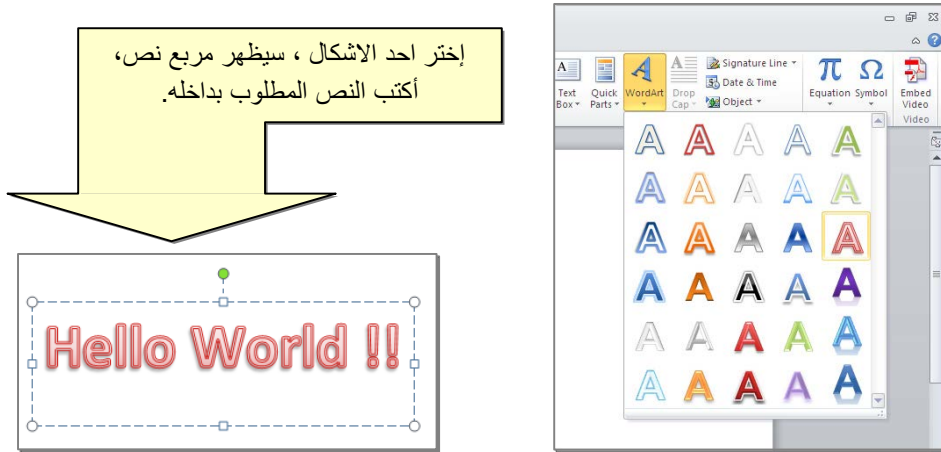 إختر احد الاشكال ، سيظهر مربع نص،
أكتب النص المطلوب بداخله.
Hello World !!
Text Box
Quick Parts
WordArt
Drop Cap
Signature Line
Date & Time
Object
Equation
Symbol
Embed Video
Video